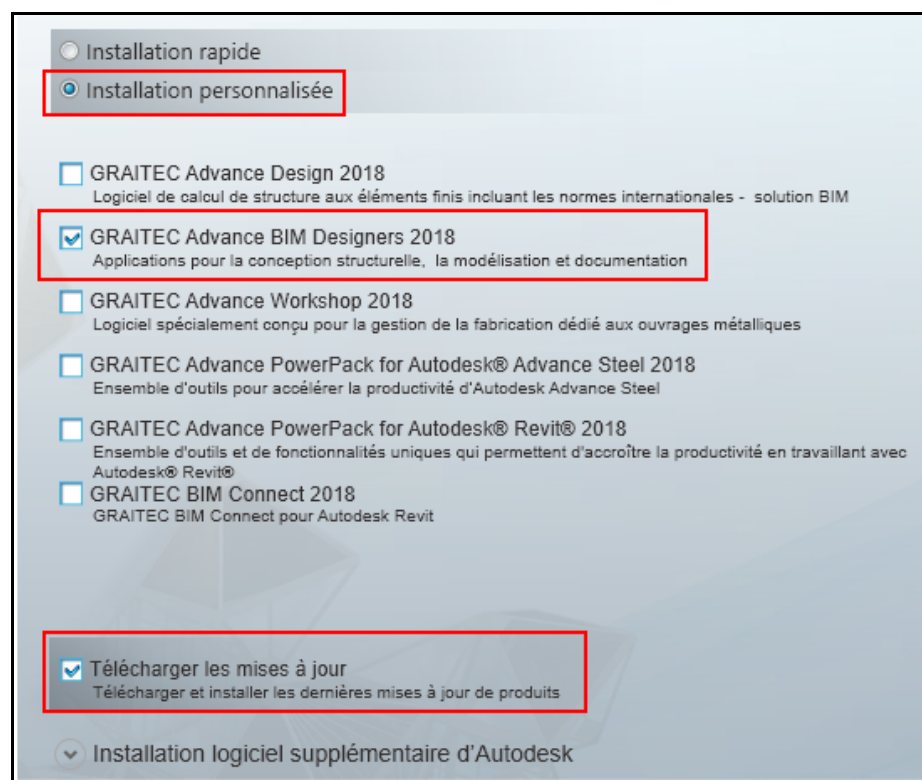 Installation rapide
Installation personnalisée
GRAITEC Advance Design 2018
Logiciel de calcul de structure aux éléments finis incluant les normes internationales - solution BIM
GRAITEC Advance BIM Designers 2018
Applications pour la conception structurelle, la modélisation et documentation
GRAITEC Advance Workshop 2018
Logiciel spécialement conçu pour la gestion de la fabrication dédié aux ouvrages métalliques
GRAITEC Advance PowerPack for Autodesk® Advance Steel 2018
Ensemble d'outils pour accélérer la productivité d'Autodesk Advance Steel
GRAITEC Advance PowerPack for Autodesk® Revit® 2018
Ensemble d'outils et de fonctionnalités uniques qui permettent d'accroître la productivité en travaillant avec
Autodesk® Revit®
GRAITEC BIM Connect 2018
GRAITEC BIM Connect pour Autodesk Revit
Télécharger les mises à jour
Télécharger et installer les dernières mises à jour de produits
Installation logiciel supplémentaire d’Autodesk